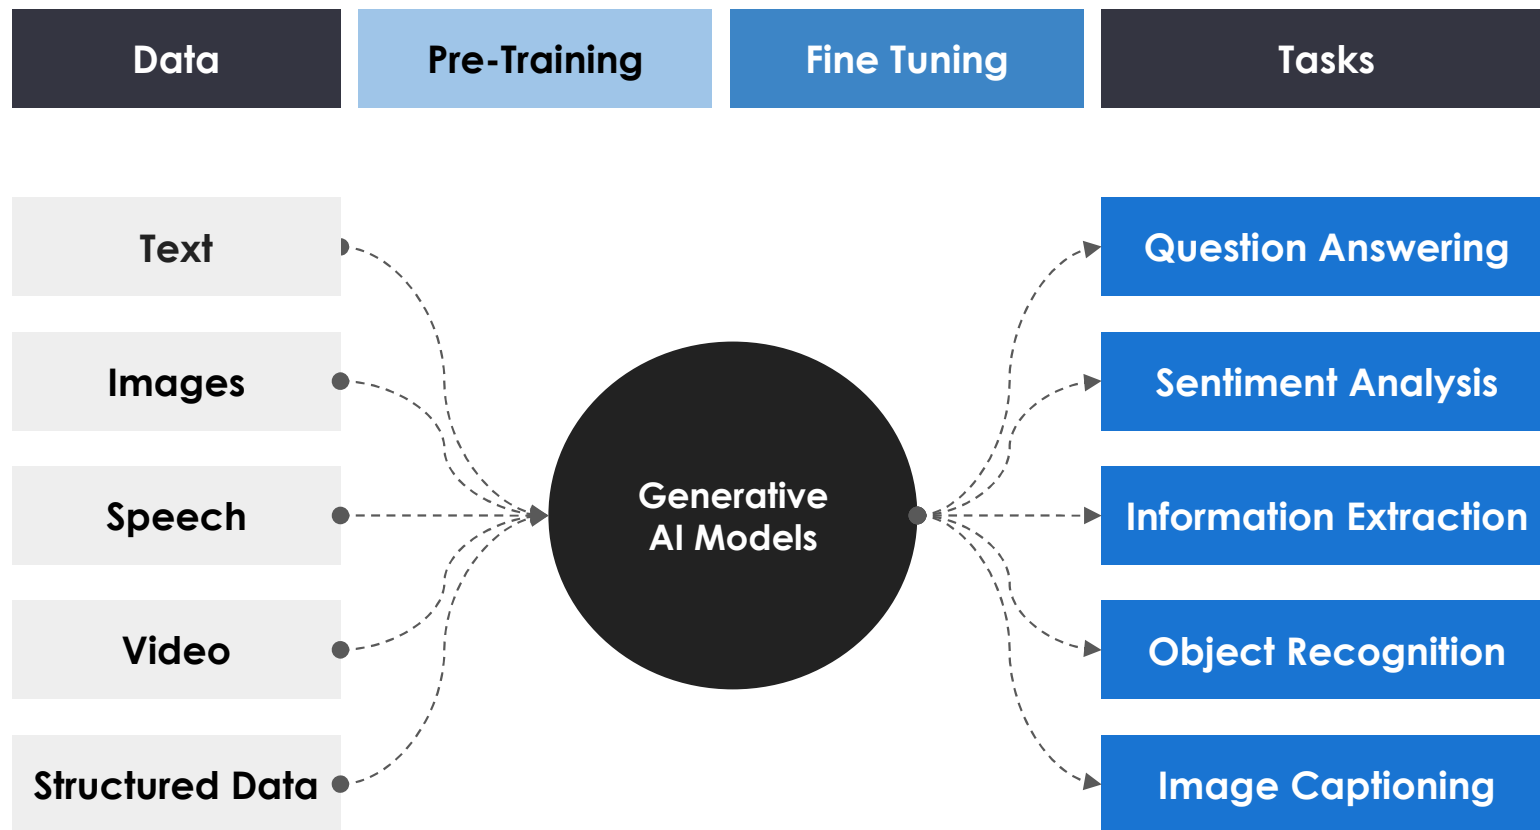 Data
Pre-Training
Fine Tuning
Tasks
Text
Images
Speech
Video
Structured Data
Generative
AI Models
Question Answering
Sentiment Analysis
Information Extraction
Object Recognition
Image Captioning